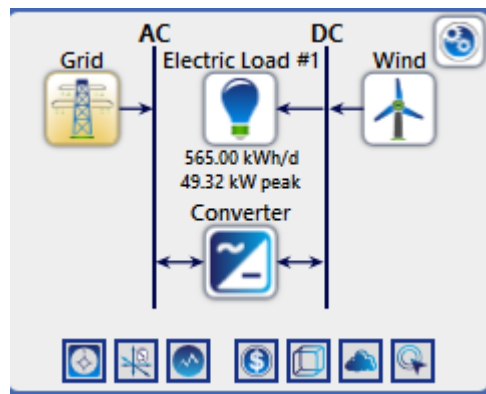 AC DC
Grid Electric Load #1 Wind
565.00 kWh/d
49.32 kW peak
Converter